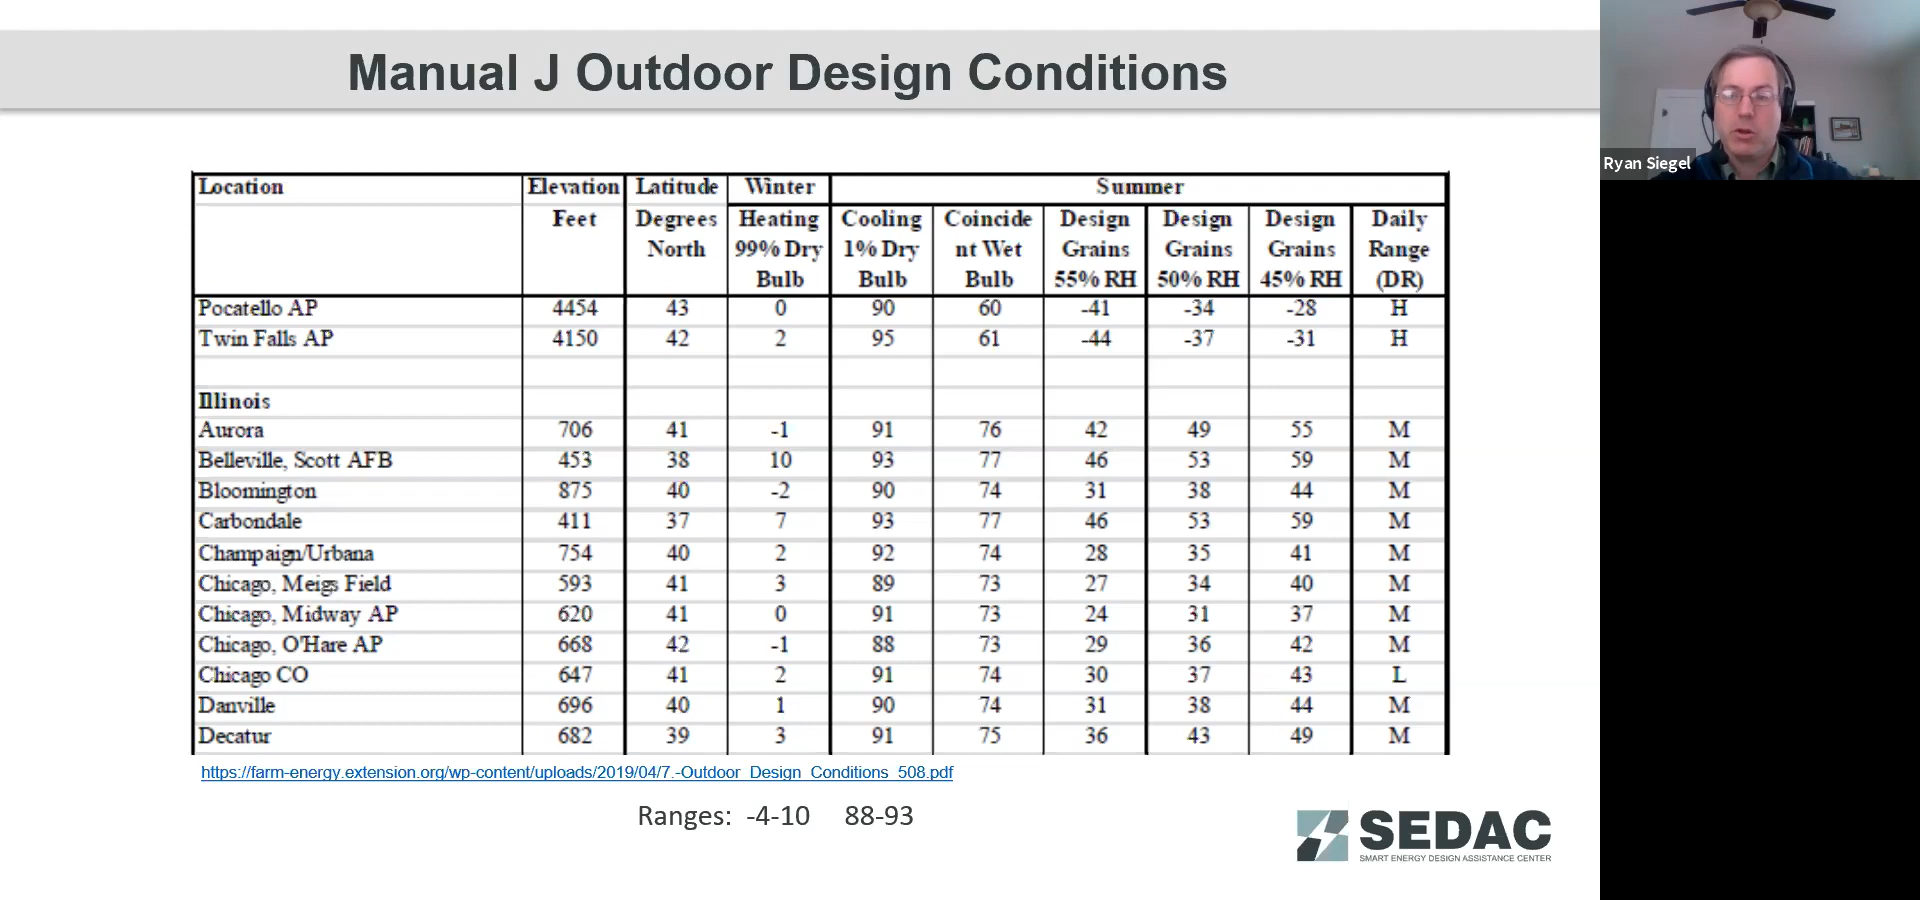 Manual J Outdoor Design Conditions
Ryan Siegel
Location Elevation Latitude Winter Summer
Feet Degrees Heating Cooling Coincide Design Design Design Daily
North 99% Dry 1% Dry nt Wet Grains Grains Grains Range
Bulb Bulb Bulb 55% RH 50% RH 45% RH (DR)
Pocatello AP 4454 43 0 90 60 -41 -34 -28 H
Twin Falls AP 4150 42 2 95 61 -44 -37 -31 H
Illinois
Aurora 706 41 -1 91 76 42 49 55 M
Belleville, Scott AFB 453 38 10 93 77 46 53 59 M
Bloomington 875 40 -2 90 74 31 38 44 M
Carbondale 411 37 7 93 77 46 53 59 M
Champaign/Urbana 754 40 2 92 74 28 35 41 M
Chicago, Meigs Field 593 41 3 89 73 27 34 40 M
Chicago, Midway AP 620 41 0 91 73 24 31 37 M
Chicago, O'Hare AP 668 42 -1 88 73 29 36 42 M
Chicago CO 647 41 2 91 74 30 37 43 L
Danville 696 40 1 90 74 31 38 44 M
Decatur 682 39 3 91 75 36 43 49 M
https://farm-energy.extension.org/wp-content/uploads/2019/04/7.-Outdoor_Design_Conditions_508.pdf
Ranges: -4-10 88-93
SEDAC
SMART ENERGY DESIGN ASSISTANCE CENTER